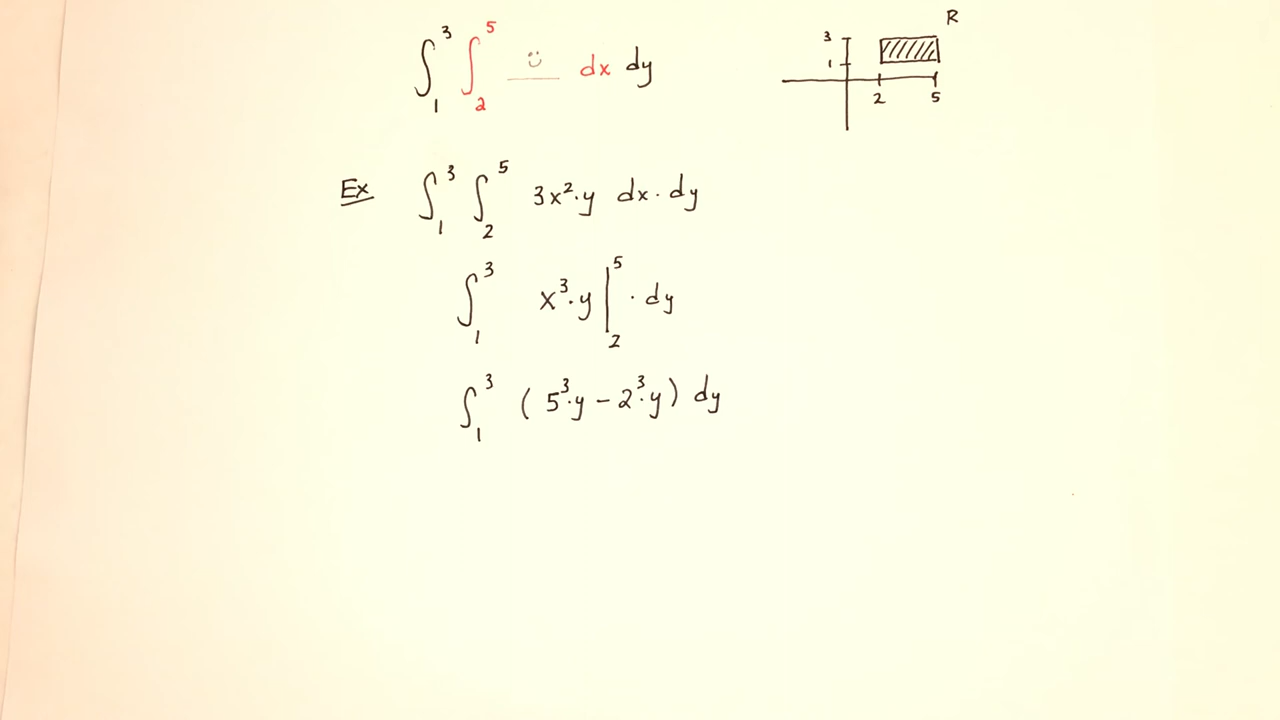 ∫₁³ ∫₂⁵ ___ dx dy
R
3
1
2 5
Ex ∫₁³ ∫₂⁵ 3x²·y dx·dy
∫₁³ x³·y |₂⁵ · dy
∫₁³ (5³·y − 2³·y) dy